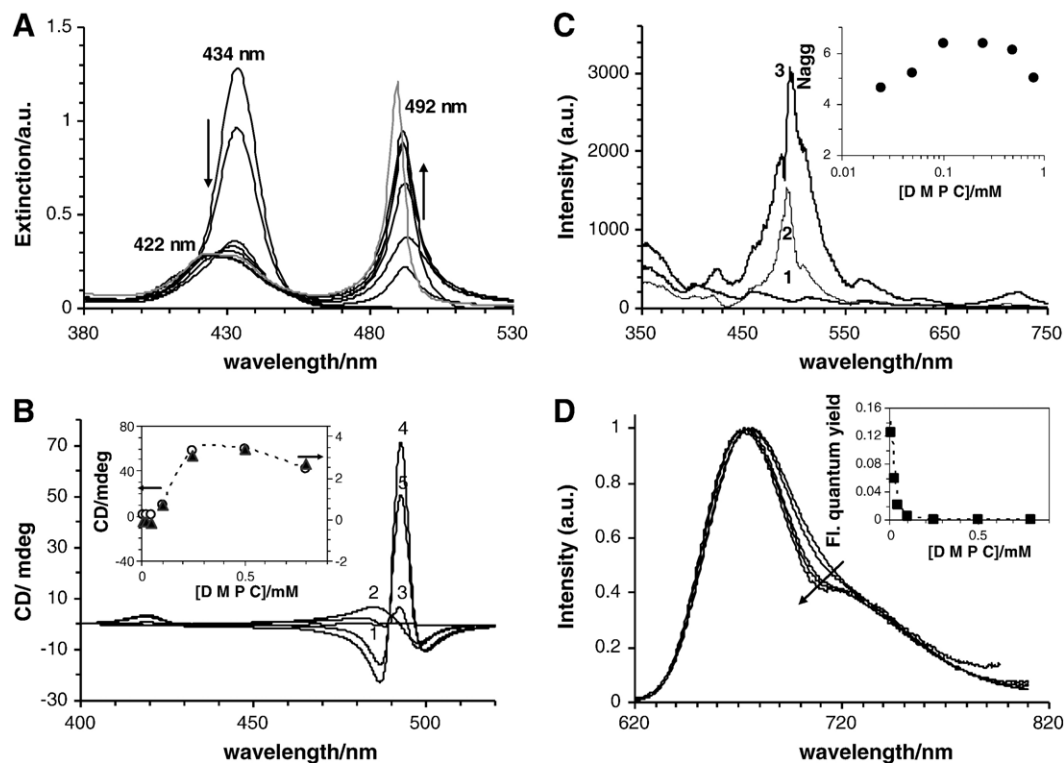 A
1.5
434 nm
1
492 nm
Extinction/a.u.
0.5
422 nm
0
380 430 480 530
wavelength/nm
C
3000
3
6
Nagg
4
2
0.01 0.1 1
[D M P C]/mM
Intensity (a.u.)
2000
1000
2
1
0
350 450 550 650 750
wavelength/nm
B
80 4
CD/mdeg
40 2
0 0
-40 -2
0 0.5
[D M P C]/mM
70
50
30
10
-10
-30
CD/ mdeg
4
5
2 3
1
400 450 500
wavelength/nm
D
1
0.8
0.6
0.4
0.2
0
Intensity (a.u.)
0.16
0.12
0.08
0.04
0
Fl. quantum yield
0 0.5
[D M P C]/mM
620 720 820
wavelength/nm